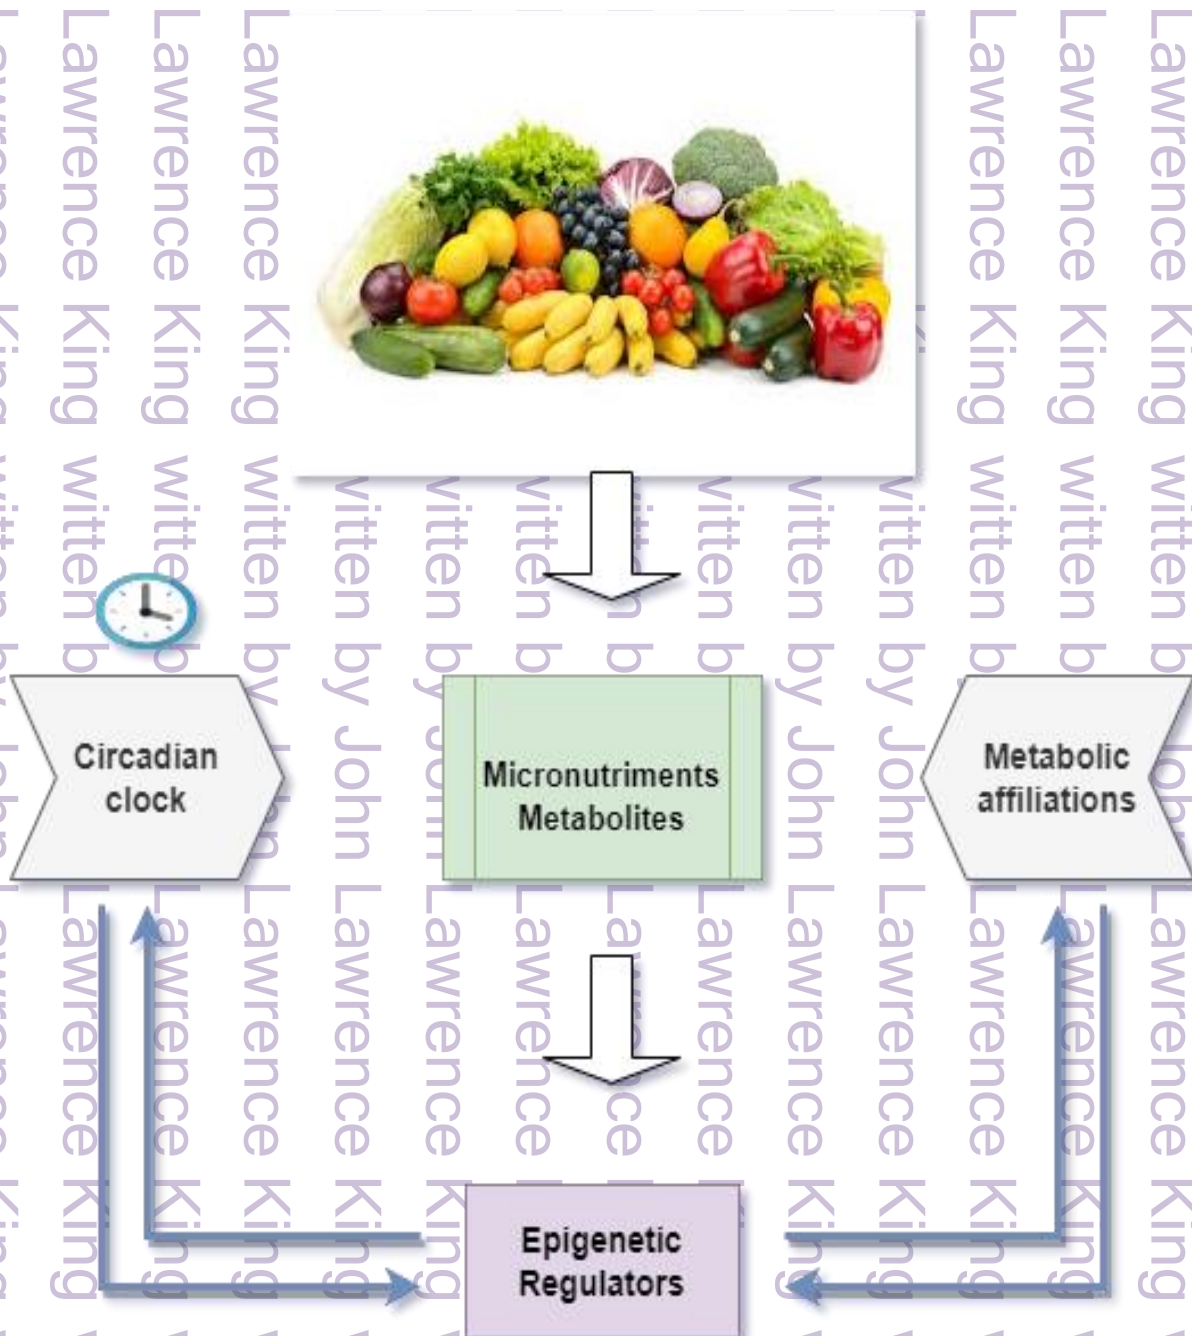 Circadian
clock
Micronutriments
Metabolites
Metabolic
affiliations
Epigenetic
Regulators
Lawrence King witten by John Lawrence King